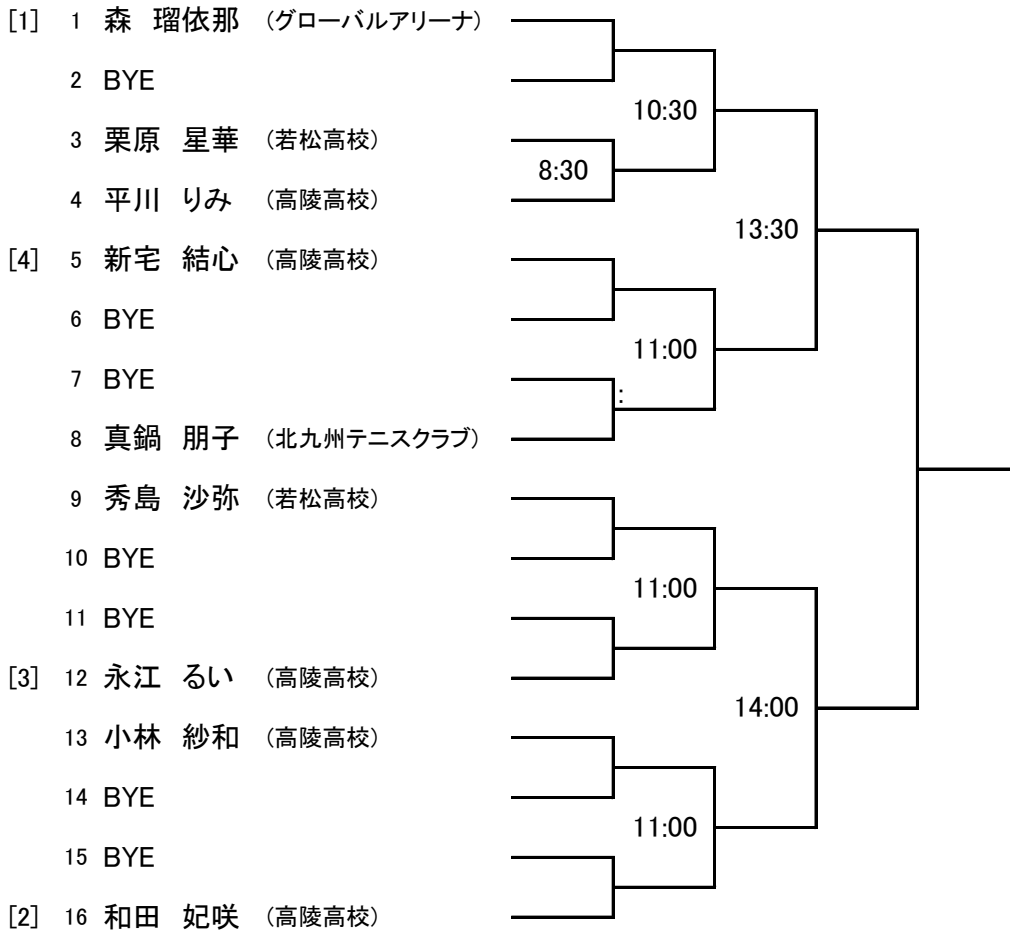 [1] 1 森 瑠依那 (グローバルアリーナ)
2 BYE
10:30
3 栗原 星華 (若松高校)
8:30
4 平川 りみ (高陵高校)
13:30
[4] 5 新宅 結心 (高陵高校)
6 BYE
11:00
7 BYE
:
8 真鍋 朋子 (北九州テニスクラブ)
9 秀島 沙弥 (若松高校)
10 BYE
11:00
11 BYE
[3] 12 永江 るい (高陵高校)
14:00
13 小林 紗和 (高陵高校)
14 BYE
11:00
15 BYE
[2] 16 和田 妃咲 (高陵高校)